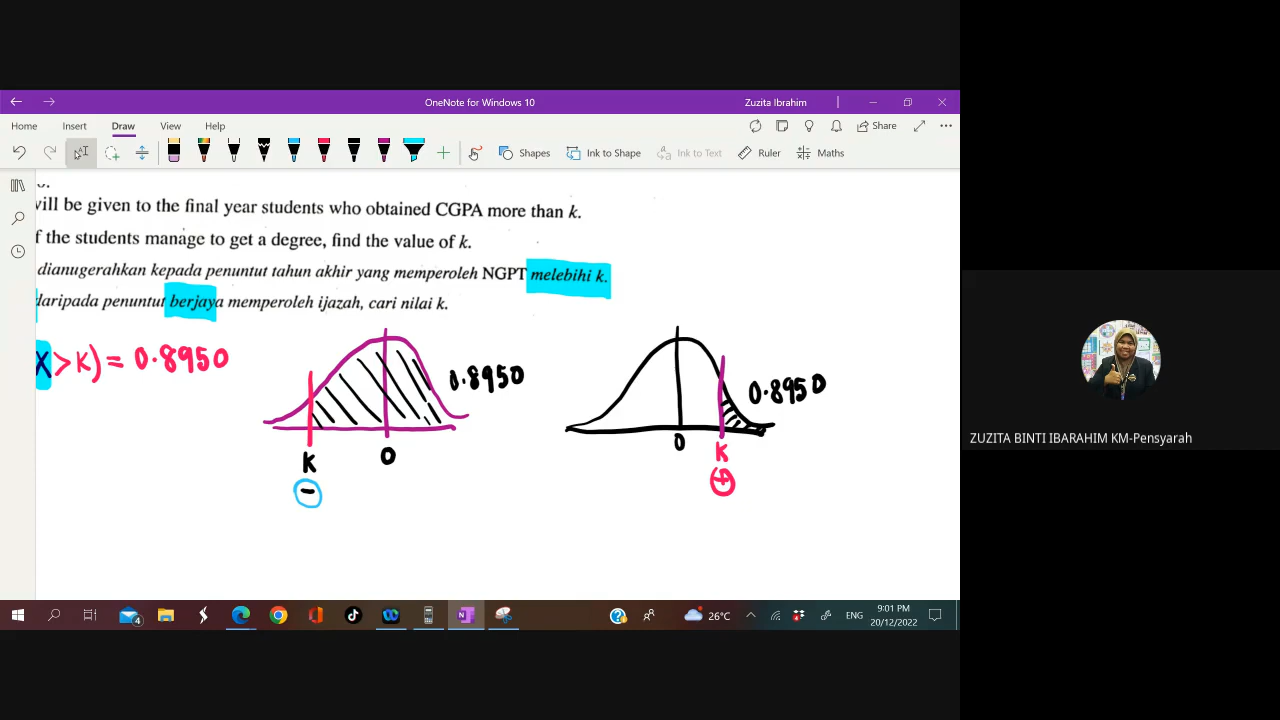 OneNote for Windows 10
Zuzita Ibrahim
Home Insert Draw View Help
Share
Shapes Ink to Shape Ink to Text Ruler Maths
will be given to the final year students who obtained CGPA more than k.
f the students manage to get a degree, find the value of k.
dianugerahkan kepada penuntut tahun akhir yang memperoleh NGPT melebihi k.
daripada penuntut berjaya memperoleh ijazah, cari nilai k.
X > K) = 0.8950
0.8950
K
0
-
0.8950
0
K
+
ZUZITA BINTI IBARAHIM KM-Pensyarah
4
26°C
ENG
9:01 PM
20/12/2022